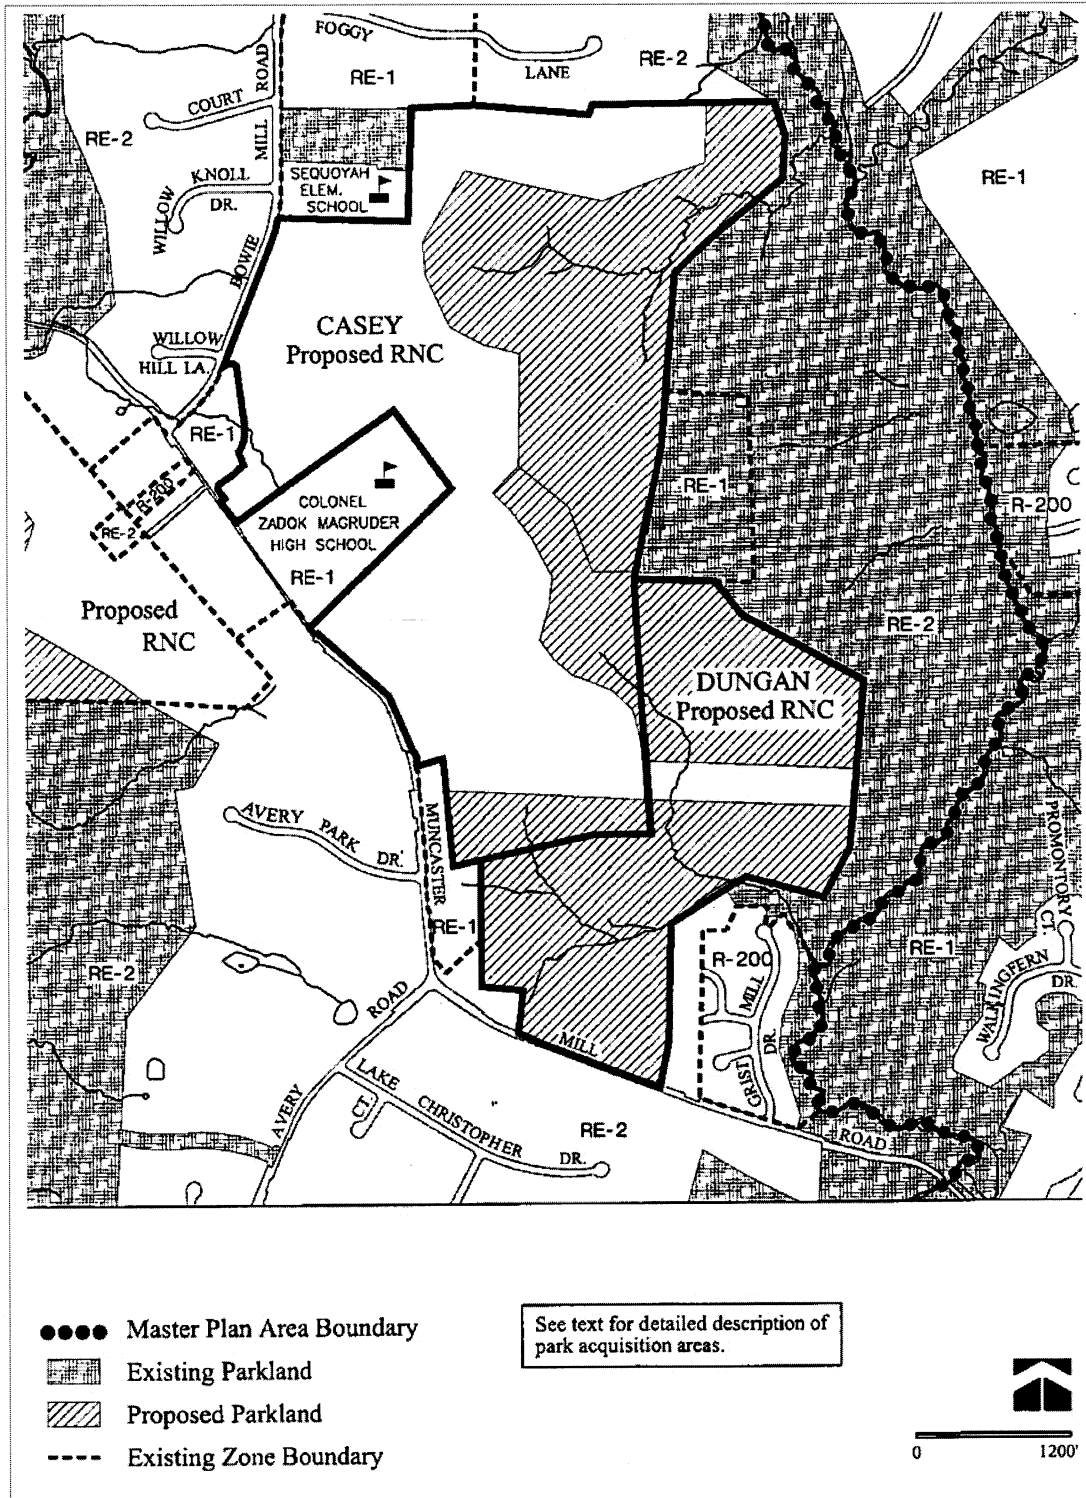 FOGGY
LANE
RE-1
RE-2
ROAD
COURT
MILL
RE-2
KNOLL
DR.
WILLOW
SEQUOYAH
ELEM.
SCHOOL
RE-1
BOWIE
CASEY
Proposed RNC
WILLOW
HILL LA.
RE-1
R-200
RE-2
COLONEL
ZADOK MAGRUDER
HIGH SCHOOL
RE-1
RE-1
R-200
Proposed
RNC
RE-2
DUNGAN
Proposed RNC
AVERY PARK DR.
MUNCASTER
PROMONTORY
CT.
RE-1
RE-2
R-200
RE-1
WALKINGFERN
DR.
ROAD
MILL
MILL
GRIST
DR.
AVERY
LAKE
CT.
CHRISTOPHER
DR.
RE-2
ROAD
Master Plan Area Boundary
Existing Parkland
Proposed Parkland
Existing Zone Boundary
See text for detailed description of
park acquisition areas.
0 1200'